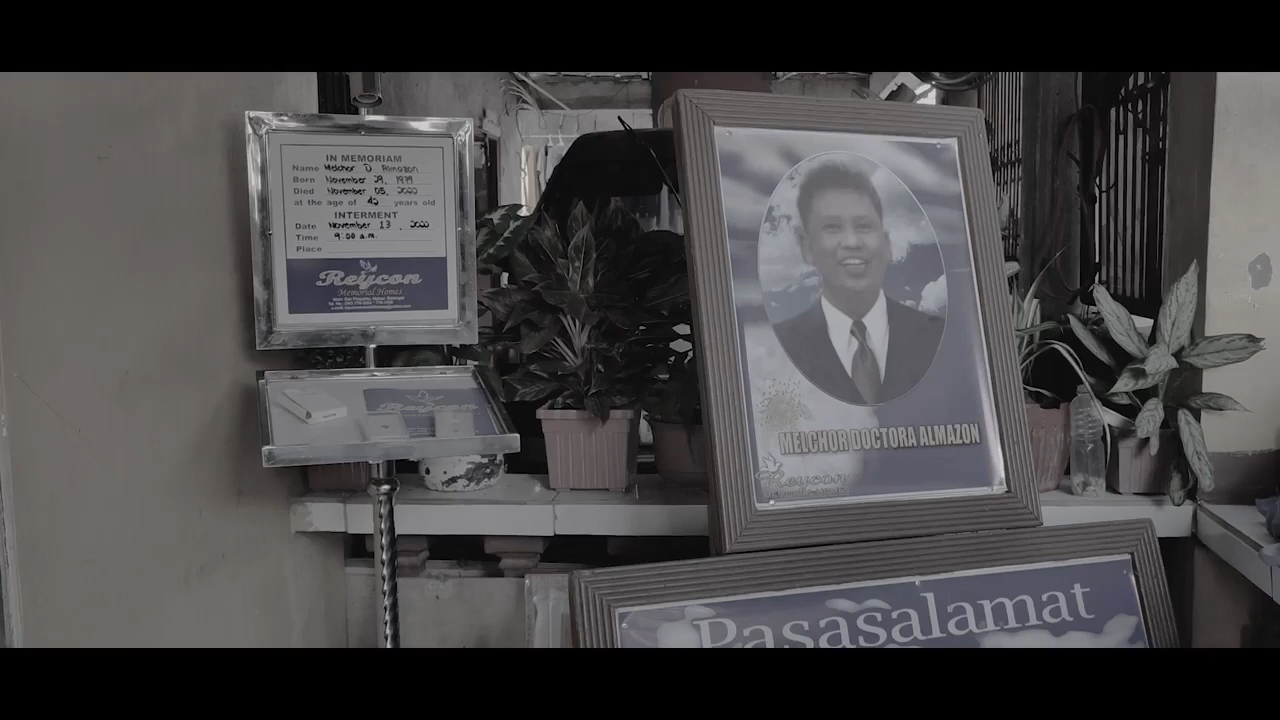 IN MEMORIAM
Name Melchor D Almazon
Born November 29, 1979
Died November 05, 2020
at the age of 40 years old
INTERMENT
Date November 13, 2020
Time 9:00 a.m.
Place
Reycon
Memorial Homes
Reycon
MELCHOR DOCTORA ALMAZON
Reycon
Pasasalamat